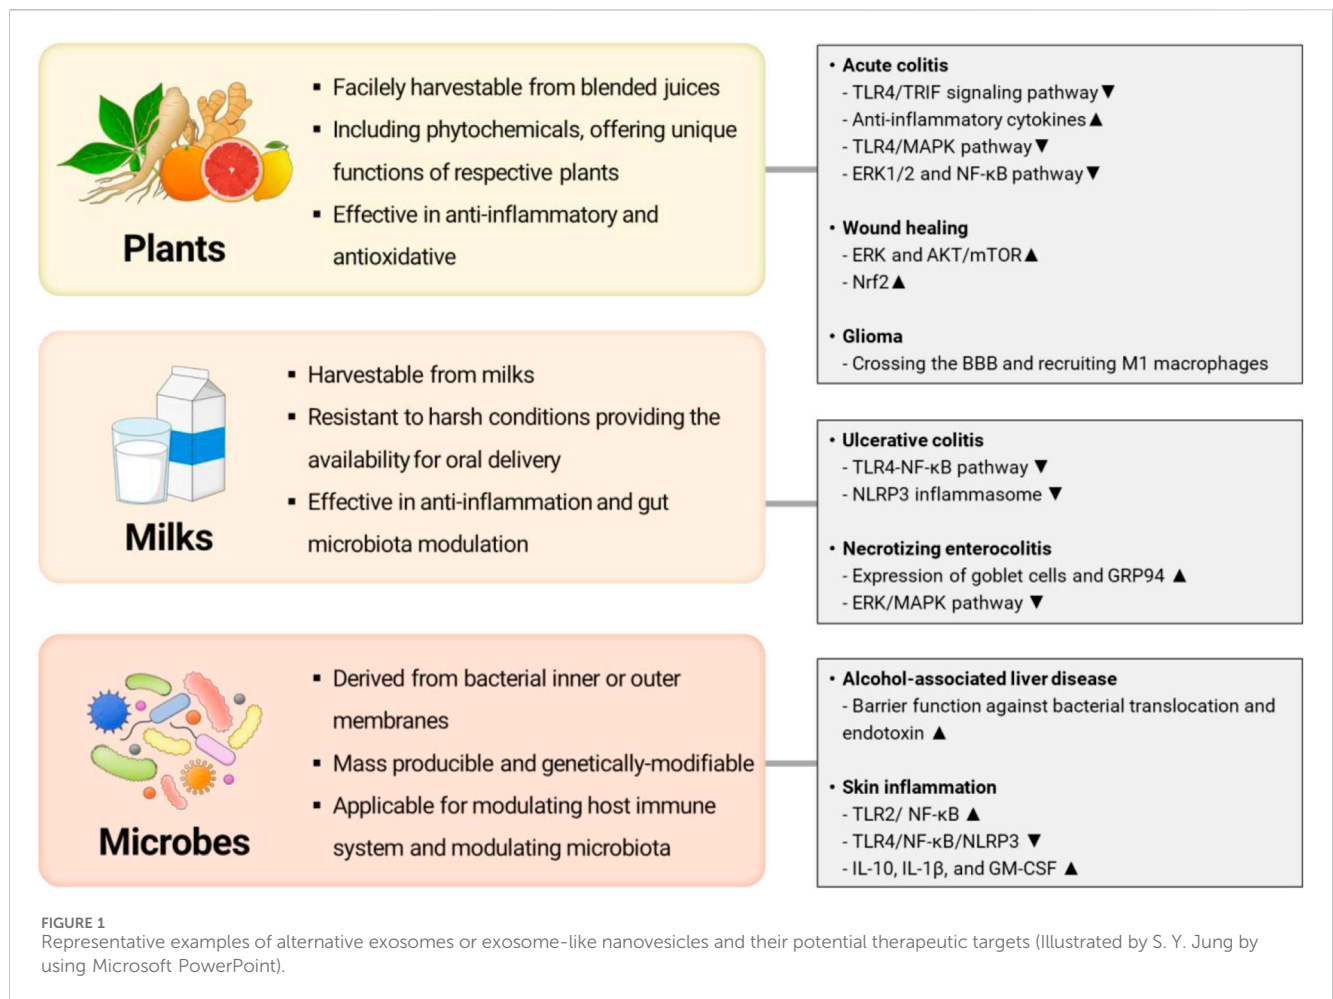 Plants
▪ Facilely harvestable from blended juices
▪ Including phytochemicals, offering unique
functions of respective plants
▪ Effective in anti-inflammatory and
antioxidative
• Acute colitis
- TLR4/TRIF signaling pathway▼
- Anti-inflammatory cytokines▲
- TLR4/MAPK pathway▼
- ERK1/2 and NF-κB pathway▼
• Wound healing
- ERK and AKT/mTOR▲
- Nrf2▲
• Glioma
- Crossing the BBB and recruiting M1 macrophages
Milks
▪ Harvestable from milks
▪ Resistant to harsh conditions providing the
availability for oral delivery
▪ Effective in anti-inflammation and gut
microbiota modulation
• Ulcerative colitis
- TLR4-NF-κB pathway ▼
- NLRP3 inflammasome ▼
• Necrotizing enterocolitis
- Expression of goblet cells and GRP94 ▲
- ERK/MAPK pathway ▼
Microbes
▪ Derived from bacterial inner or outer
membranes
▪ Mass producible and genetically-modifiable
▪ Applicable for modulating host immune
system and modulating microbiota
• Alcohol-associated liver disease
- Barrier function against bacterial translocation and
endotoxin ▲
• Skin inflammation
- TLR2/ NF-κB ▲
- TLR4/NF-κB/NLRP3 ▼
- IL-10, IL-1β, and GM-CSF ▲
FIGURE 1
Representative examples of alternative exosomes or exosome-like nanovesicles and their potential therapeutic targets (Illustrated by S. Y. Jung by
using Microsoft PowerPoint).